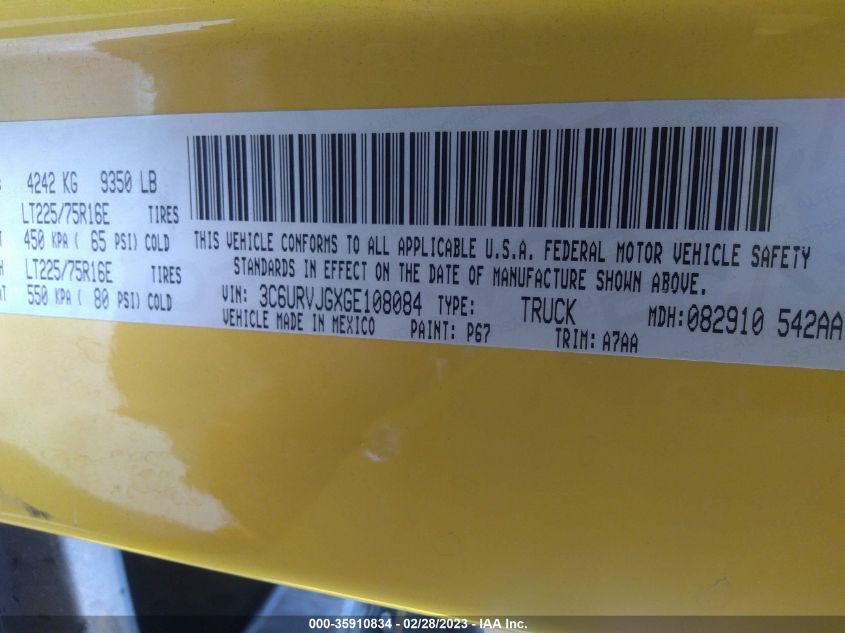 4242 KG 9350 LB
LT225/75R16E TIRES
450 KPA ( 65 PSI) COLD
LT225/75R16E TIRES
550 KPA ( 80 PSI) COLD
THIS VEHICLE CONFORMS TO ALL APPLICABLE U.S.A. FEDERAL MOTOR VEHICLE SAFETY
STANDARDS IN EFFECT ON THE DATE OF MANUFACTURE SHOWN ABOVE.
VIN: 3C6URVJGXGE108084 TYPE: TRUCK MDH:082910 542AA
VEHICLE MADE IN MEXICO PAINT: P67 TRIM: A7AA
000-35910834 - 02/28/2023 - IAA Inc.